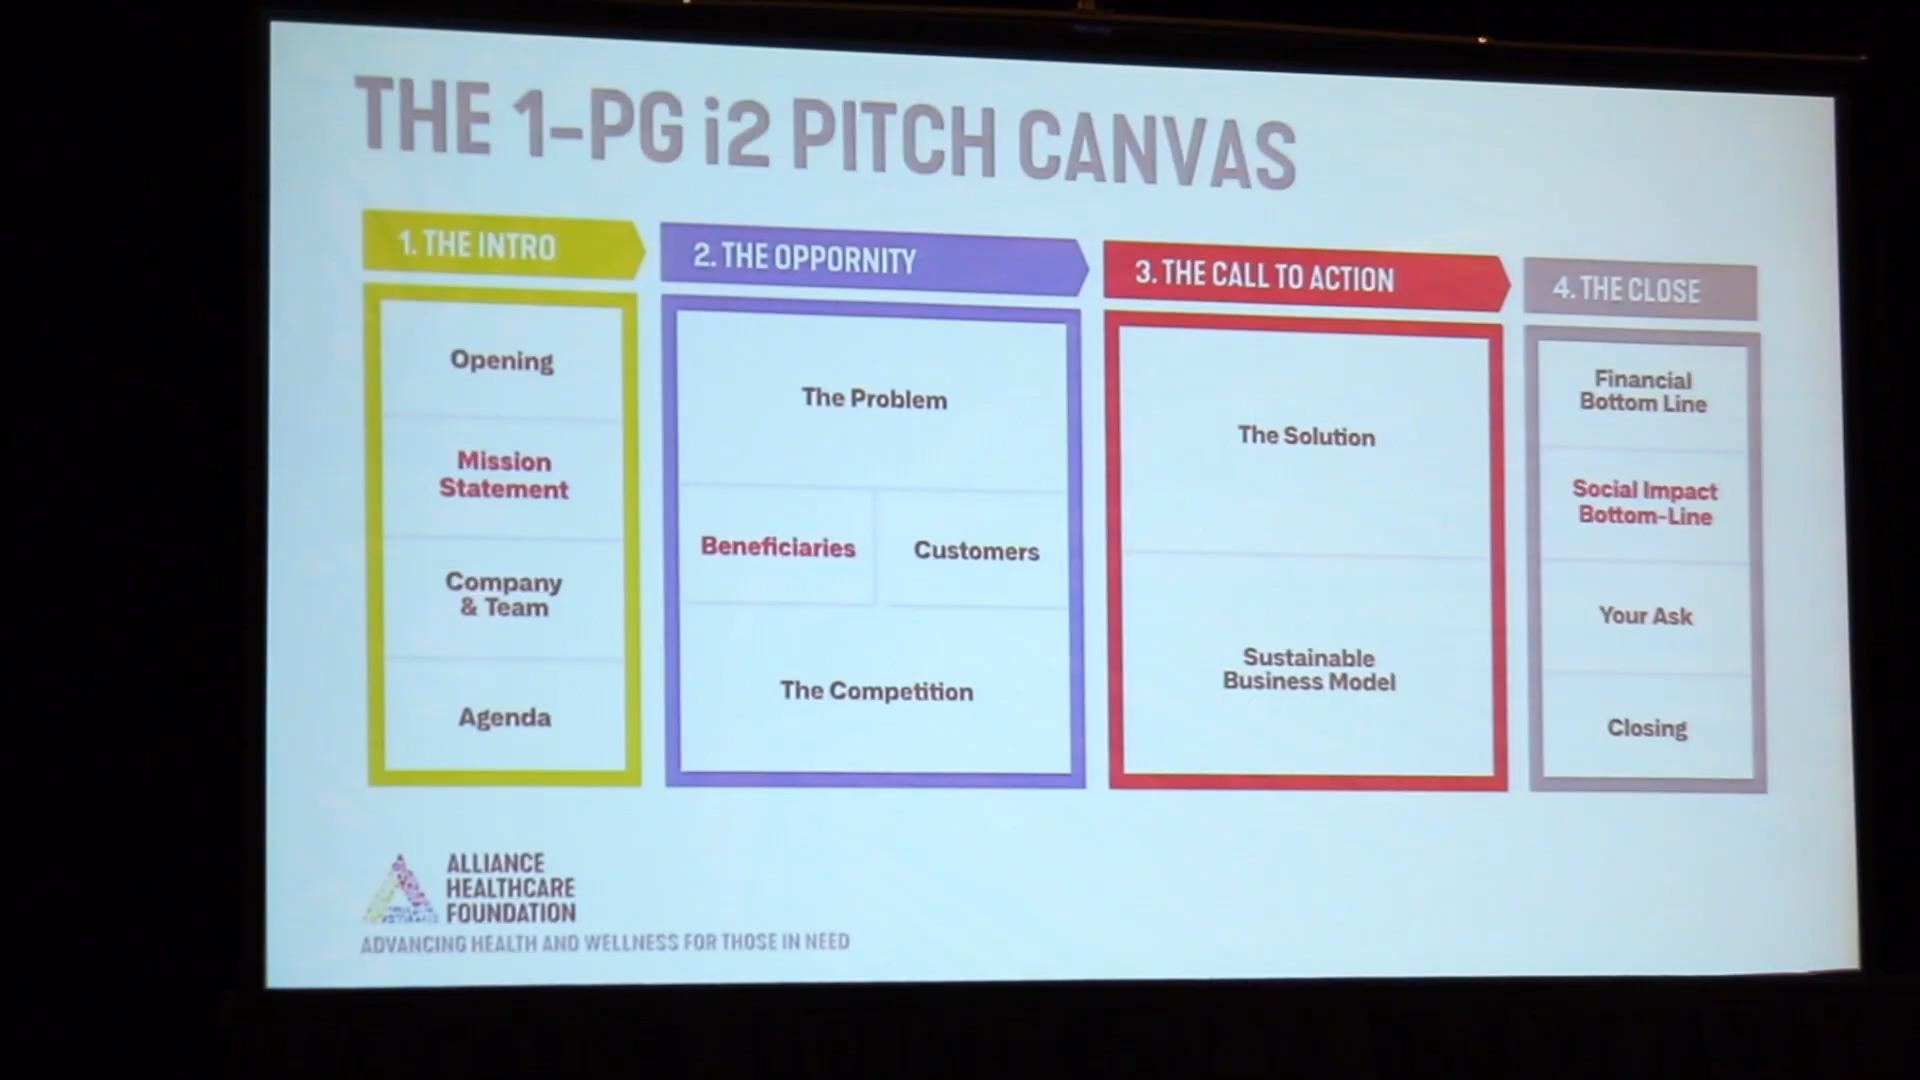 THE 1-PG i2 PITCH CANVAS
1. THE INTRO
Opening
Mission
Statement
Company
& Team
Agenda
2. THE OPPORNITY
The Problem
Beneficiaries
Customers
The Competition
3. THE CALL TO ACTION
The Solution
Sustainable
Business Model
4. THE CLOSE
Financial
Bottom Line
Social Impact
Bottom-Line
Your Ask
Closing
ALLIANCE
HEALTHCARE
FOUNDATION
ADVANCING HEALTH AND WELLNESS FOR THOSE IN NEED